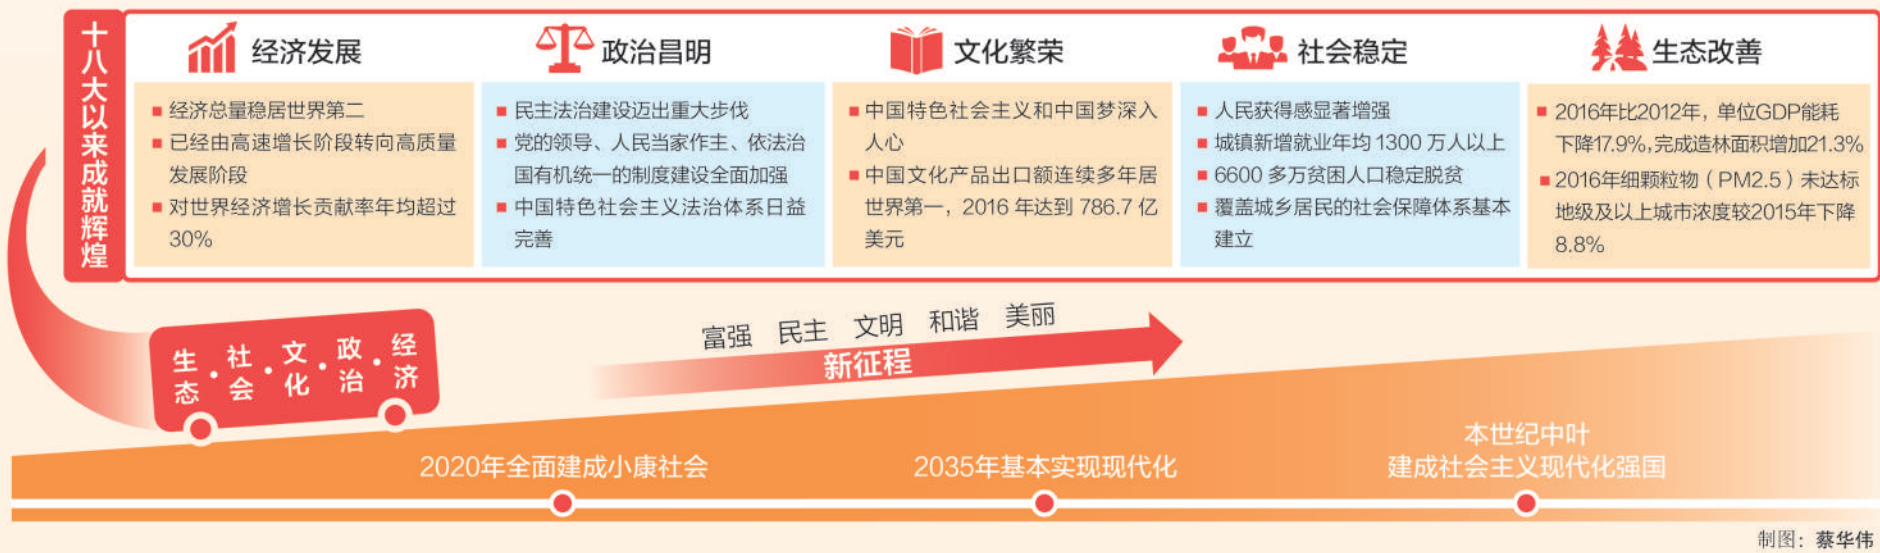 十八大以来成就辉煌
经济发展
■ 经济总量稳居世界第二
■ 已经由高速增长阶段转向高质量
发展阶段
■ 对世界经济增长贡献率年均超过
30%
政治昌明
■ 民主法治建设迈出重大步伐
■ 党的领导、人民当家作主、依法治
国有机统一的制度建设全面加强
■ 中国特色社会主义法治体系日益
完善
文化繁荣
■ 中国特色社会主义和中国梦深入
人心
■ 中国文化产品出口额连续多年居
世界第一，2016 年达到 786.7 亿
美元
社会稳定
■ 人民获得感显著增强
■ 城镇新增就业年均 1300 万人以上
■ 6600 多万贫困人口稳定脱贫
■ 覆盖城乡居民的社会保障体系基本
建立
生态改善
■ 2016年比2012年，单位GDP能耗
下降17.9%,完成造林面积增加21.3%
■ 2016年细颗粒物（PM2.5）未达标
地级及以上城市浓度较2015年下降
8.8%
生态·社会·文化·政治·经济
富强 民主 文明 和谐 美丽
新征程
2020年全面建成小康社会
2035年基本实现现代化
本世纪中叶
建成社会主义现代化强国
制图：蔡华伟